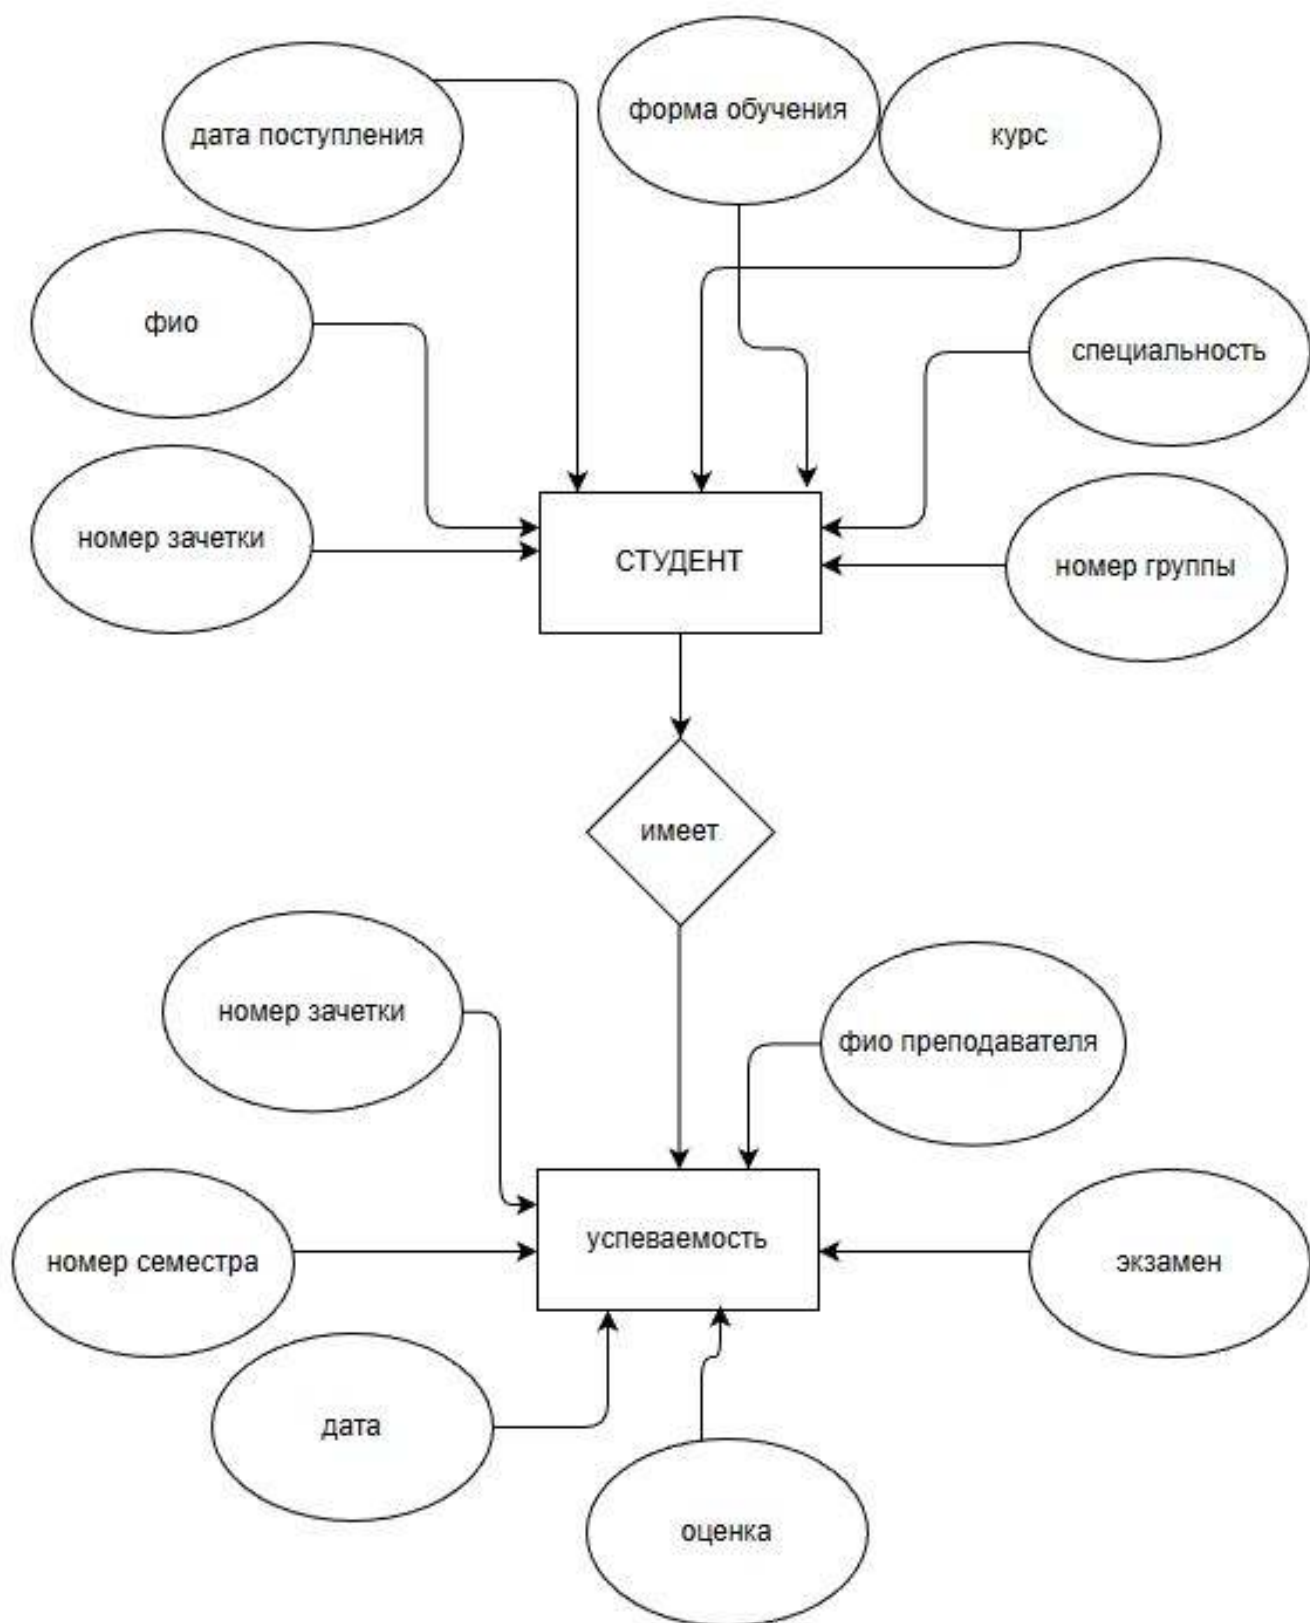 форма обучения
дата поступления
курс
фио
специальность
номер зачетки
СТУДЕНТ
номер группы
имеет
номер зачетки
фио преподавателя
успеваемость
номер семестра
экзамен
дата
оценка